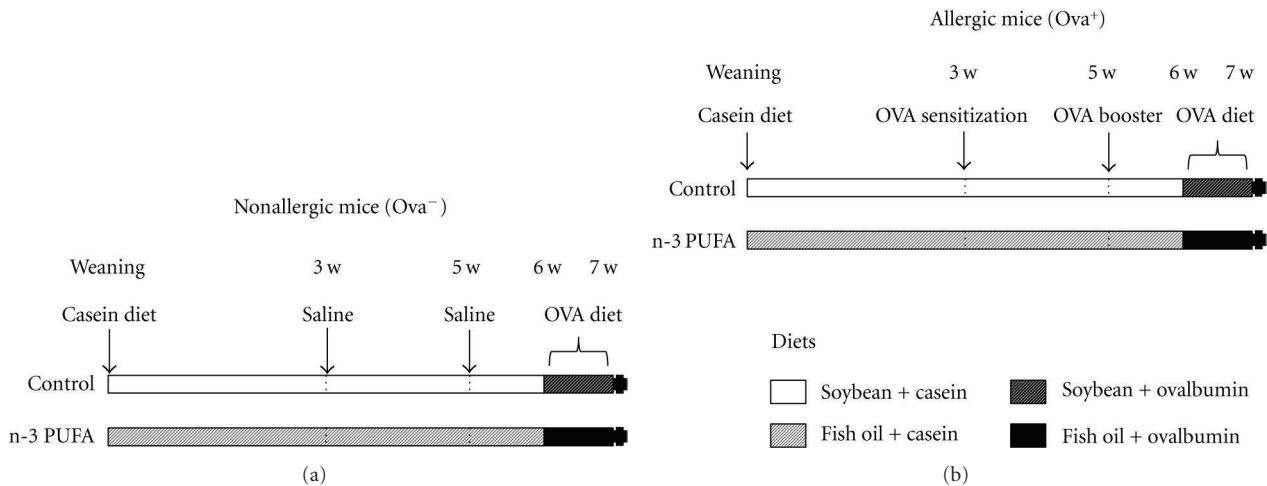 Nonallergic mice (Ova⁻)
Weaning 3 w 5 w 6 w 7 w
Casein diet Saline Saline OVA diet
Control
n-3 PUFA
(a)
Allergic mice (Ova⁺)
Weaning 3 w 5 w 6 w 7 w
Casein diet OVA sensitization OVA booster OVA diet
Control
n-3 PUFA
Diets
Soybean + casein Soybean + ovalbumin
Fish oil + casein Fish oil + ovalbumin
(b)